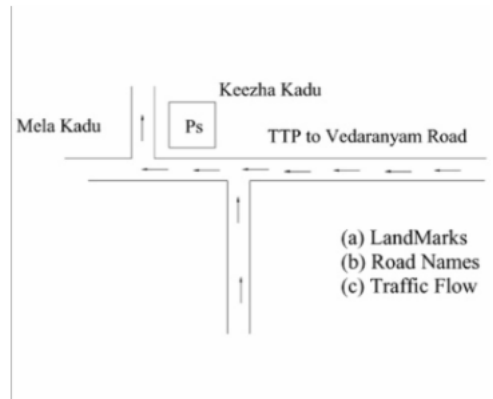 Keezha Kadu
Mela Kadu
Ps
TTP to Vedaranyam Road
(a) LandMarks
(b) Road Names
(c) Traffic Flow